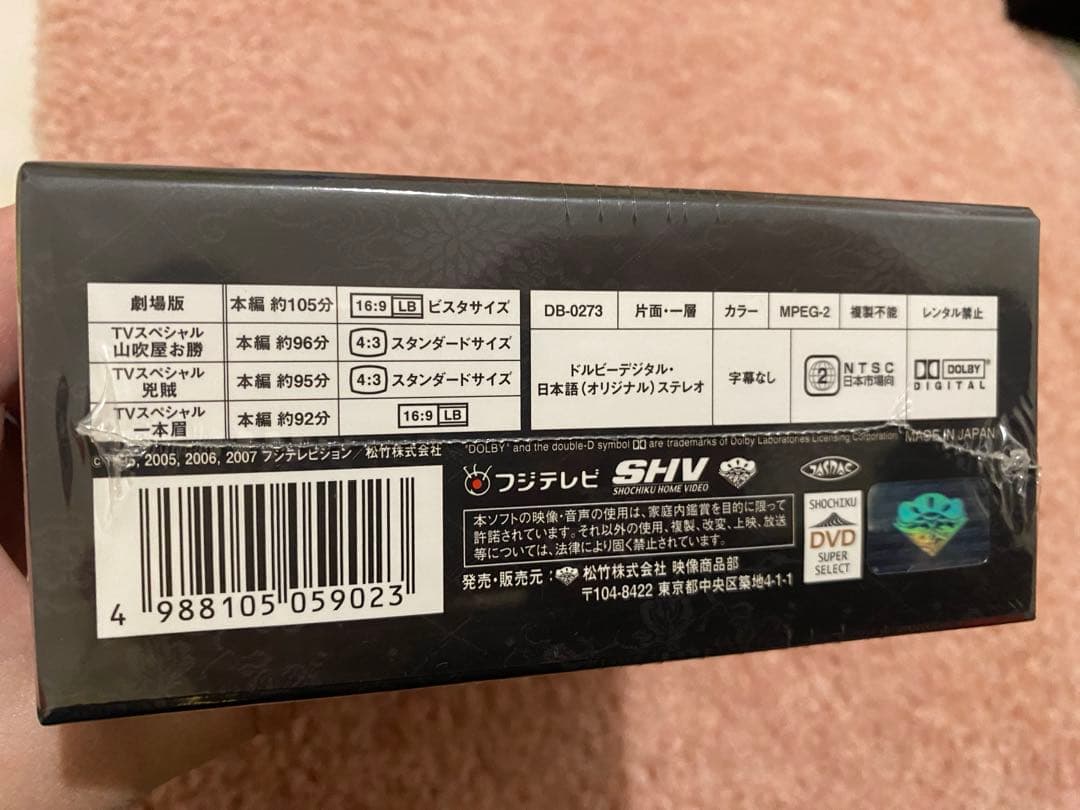 劇場版 本編 約105分 16:9 LB ビスタサイズ
TVスペシャル
山吹屋お勝 本編 約96分 4:3 スタンダードサイズ
TVスペシャル
兇賊 本編 約95分 4:3 スタンダードサイズ
TVスペシャル
一本眉 本編 約92分 16:9 LB
DB-0273 片面・一層 カラー MPEG-2 複製不能 レンタル禁止
ドルビーデジタル・
日本語(オリジナル)ステレオ
字幕なし
2 NTSC
日本市場向
DOLBY
DIGITAL
"DOLBY" and the double-D symbol are trademarks of Dolby Laboratories Licensing Corporation
MADE IN JAPAN
2005, 2006, 2007 フジテレビジョン/松竹株式会社
フジテレビ
SHV
SHOCHIKU HOME VIDEO
JASRAC
本ソフトの映像・音声の使用は、家庭内鑑賞を目的に限って
許諾されています。それ以外の使用、複製、改変、上映、放送
等については、法律により固く禁止されています。
発売・販売元: 松竹株式会社 映像商品部
〒104-8422 東京都中央区築地4-1-1
SHOCHIKU
DVD
SUPER
SELECT
4 988105 059023